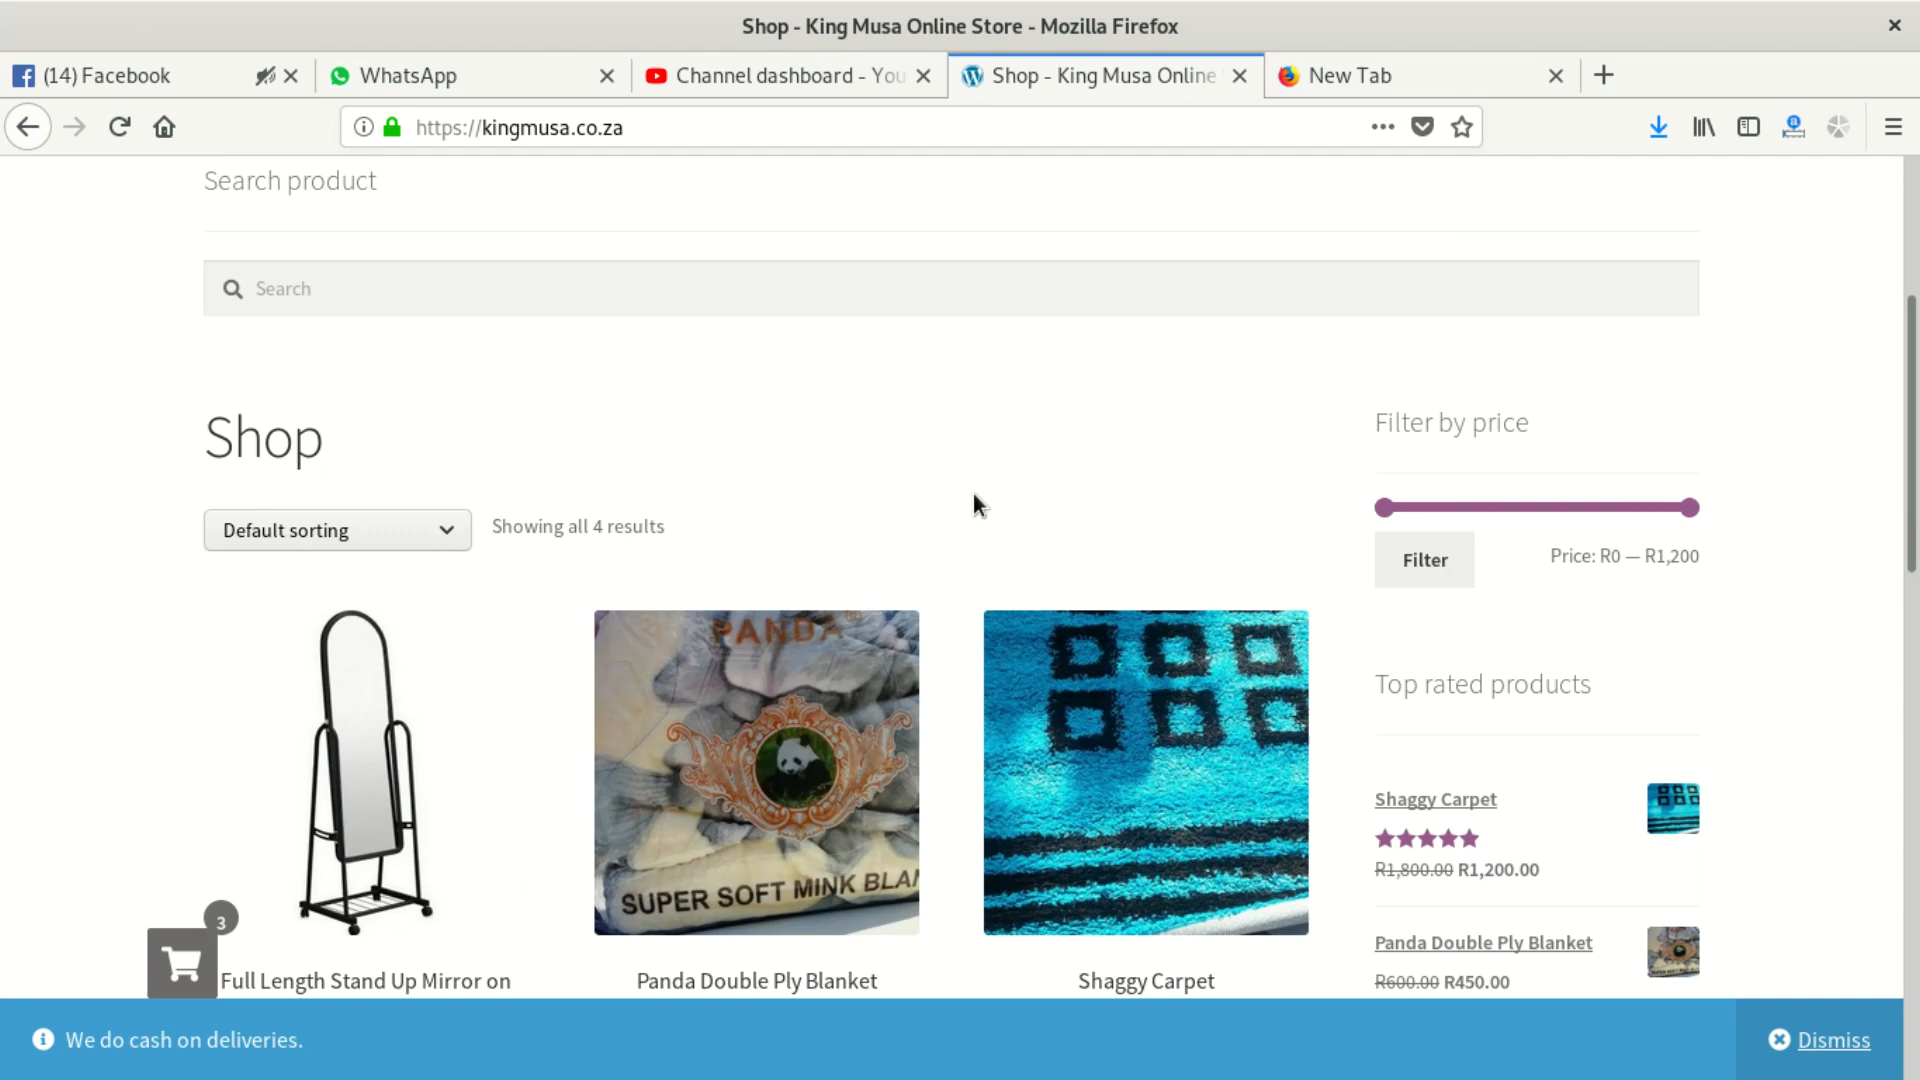 Shop - King Musa Online Store - Mozilla Firefox
(14) Facebook
WhatsApp
Channel dashboard - You
Shop - King Musa Online
New Tab
https://kingmusa.co.za
Search product
Search
Shop
Filter by price
Default sorting
Showing all 4 results
Filter
Price: R0 — R1,200
PANDA
SUPER SOFT MINK BLAN
Top rated products
Shaggy Carpet
R1,800.00 R1,200.00
Panda Double Ply Blanket
R600.00 R450.00
3
Full Length Stand Up Mirror on
Panda Double Ply Blanket
Shaggy Carpet
We do cash on deliveries.
Dismiss